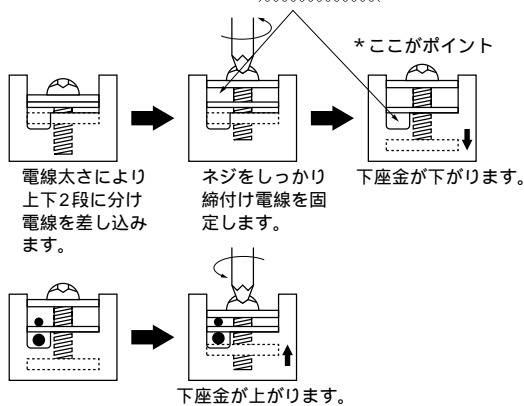 ＊ここがポイント
電線太さにより
上下2段に分け
電線を差し込み
ます。
ネジをしっかり
締付け電線を固
定します。
下座金が下がります。
下座金が上がります。